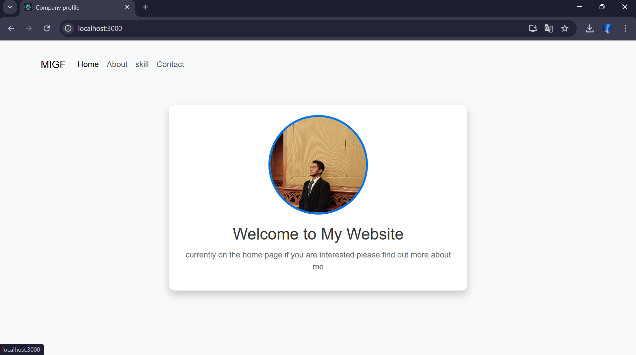 Company profile
localhost:3000
MIGF Home About skill Contact
Welcome to My Website
currently on the home page if you are interested please find out more about
me
localhost:3000